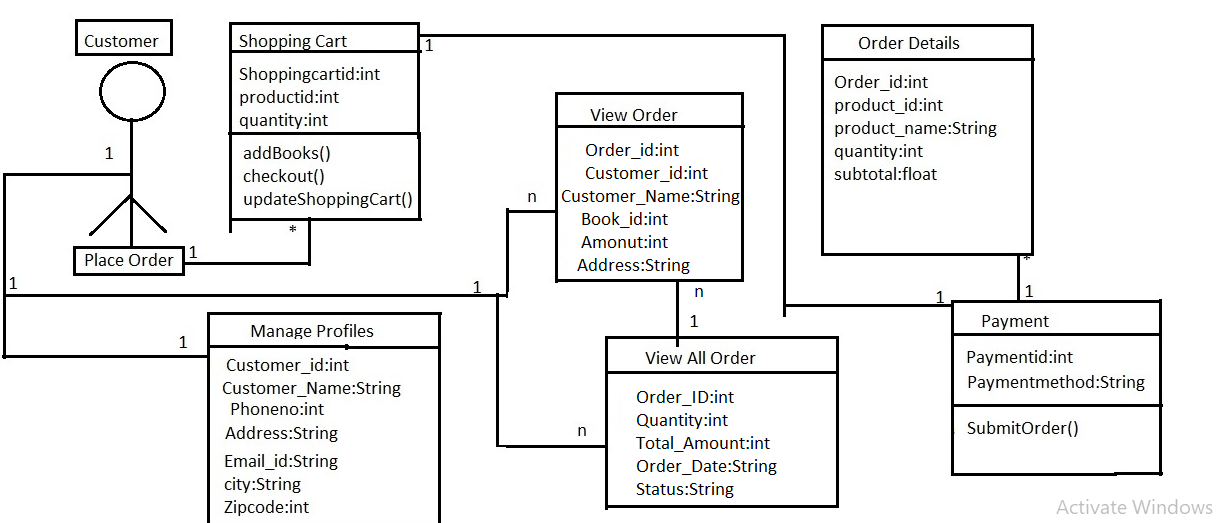 Customer
1
1
1
Place Order
1
Shopping Cart
Shoppingcartid:int
productid:int
quantity:int
addBooks()
checkout()
updateShoppingCart()
*
1
Manage Profiles
Customer_id:int
Customer_Name:String
Phoneno:int
Address:String
Email_id:String
city:String
Zipcode:int
1
1
n
View Order
Order_id:int
Customer_id:int
Customer_Name:String
Book_id:int
Amonut:int
Address:String
n
1
n
View All Order
Order_ID:int
Quantity:int
Total_Amount:int
Order_Date:String
Status:String
Order Details
Order_id:int
product_id:int
product_name:String
quantity:int
subtotal:float
*
1
1
Payment
Paymentid:int
Paymentmethod:String
SubmitOrder()
Activate Windows